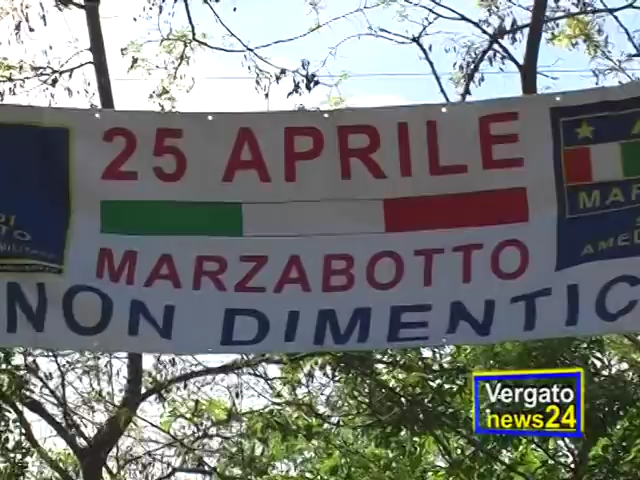 25 APRILE
MARZABOTTO
NON DIMENTIC
Vergato
news24